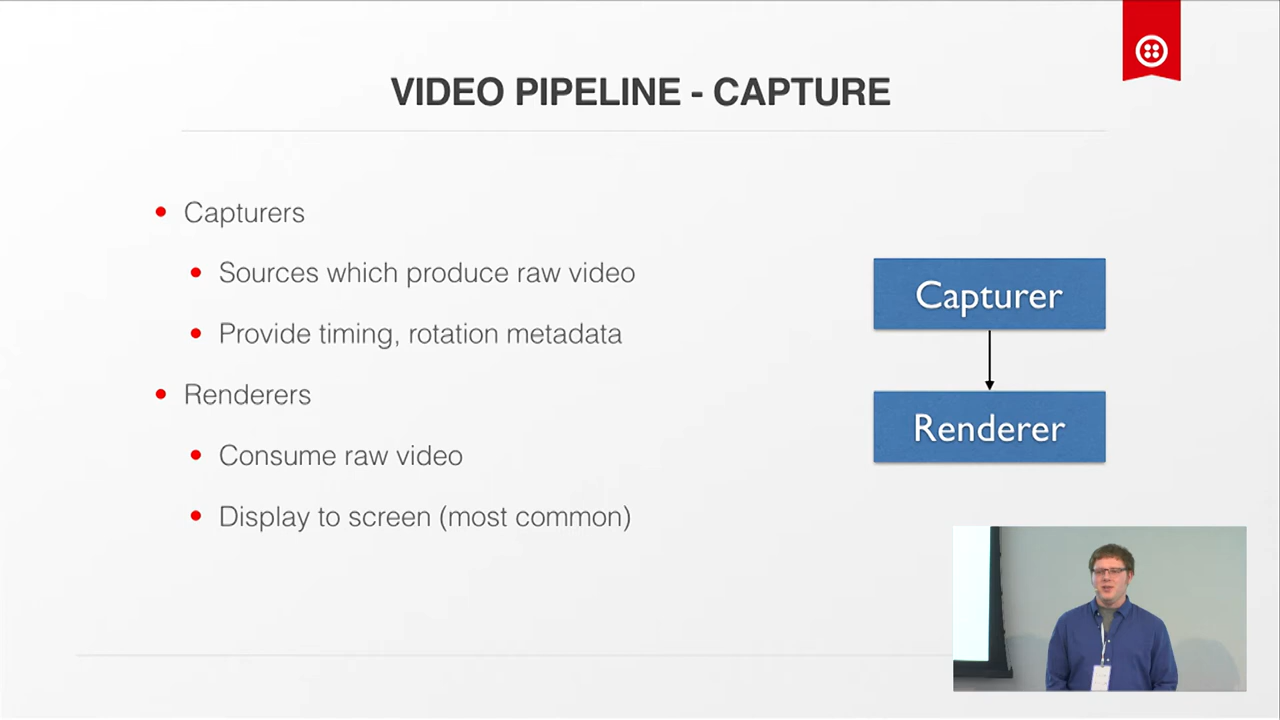 VIDEO PIPELINE - CAPTURE
Capturers
Sources which produce raw video
Provide timing, rotation metadata
Renderers
Consume raw video
Display to screen (most common)
Capturer
Renderer